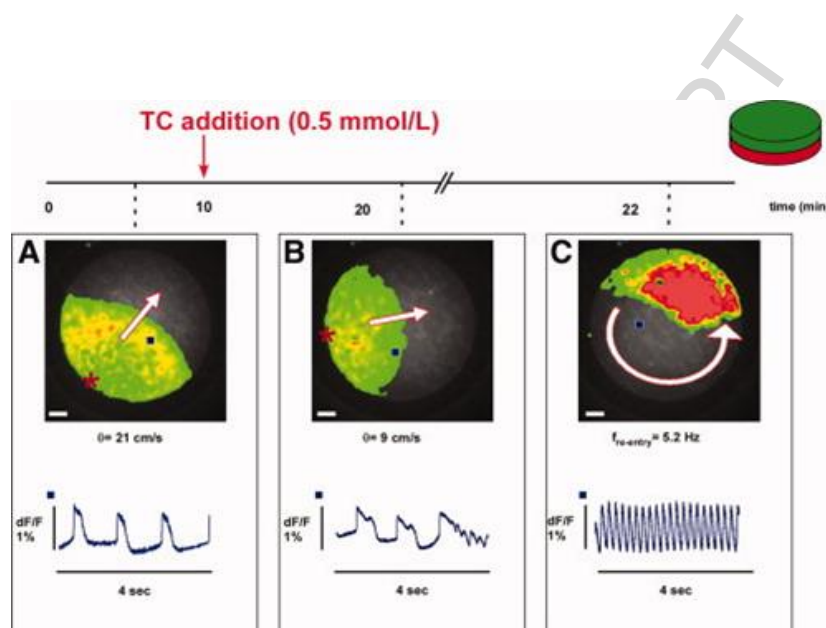 PT
TC addition (0.5 mmol/L)
0
10
20
22
time (min
A
B
C
θ= 21 cm/s
θ= 9 cm/s
fre-entry= 5.2 Hz
dF/F
1%
4 sec
dF/F
1%
4 sec
dF/F
1%
4 sec